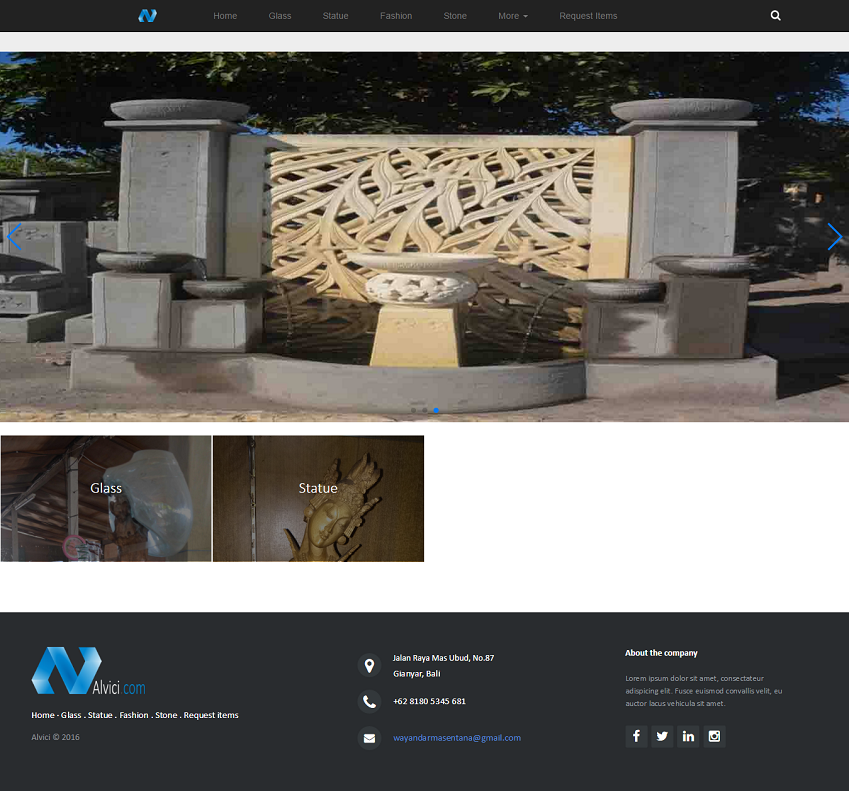 Home Glass Statue Fashion Stone More Request Items
Glass Statue
Alvici.com
Home - Glass . Statue . Fashion . Stone . Request items
Alvici © 2016
Jalan Raya Mas Ubud, No.87
Gianyar, Bali
+62 8180 5345 681
wayandarmasentana@gmail.com
About the company
Lorem ipsum dolor sit amet, consectateur
adispicing elit. Fusce euismod convallis velit, eu
auctor lacus vehicula sit amet.